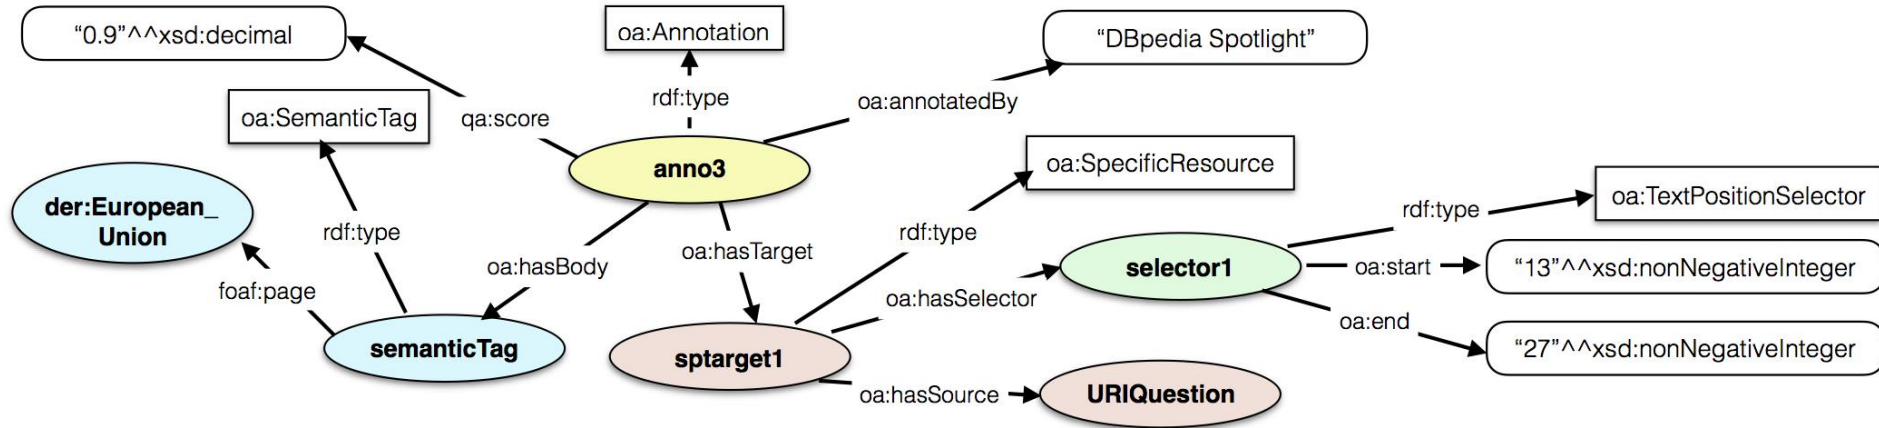 “0.9”^^xsd:decimal
oa:Annotation
“DBpedia Spotlight”
rdf:type
oa:annotatedBy
oa:SemanticTag
qa:score
anno3
oa:SpecificResource
oa:TextPositionSelector
der:European_
Union
rdf:type
oa:hasTarget
rdf:type
rdf:type
oa:hasBody
selector1
oa:start
“13”^^xsd:nonNegativeInteger
foaf:page
oa:hasSelector
oa:end
semanticTag
sptarget1
“27”^^xsd:nonNegativeInteger
oa:hasSource
URIQuestion